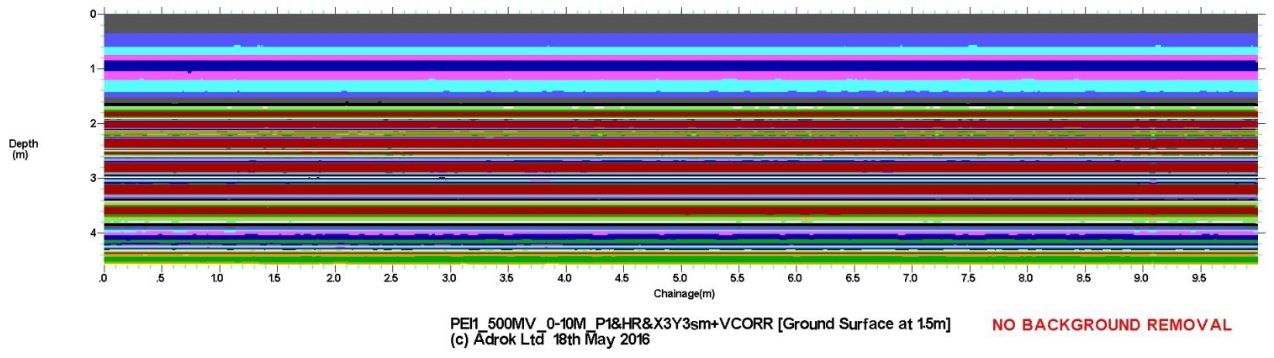 0
1
Depth
(m)
2
3
4
.0 .5 1.0 1.5 2.0 2.5 3.0 3.5 4.0 4.5 5.0 5.5 6.0 6.5 7.0 7.5 8.0 8.5 9.0 9.5
Chainage(m)
PEI1_500MV_0-10M_P1&HR&X3Y3sm+VCORR [Ground Surface at 1.5m]
NO BACKGROUND REMOVAL
(c) Adrok Ltd 18th May 2016